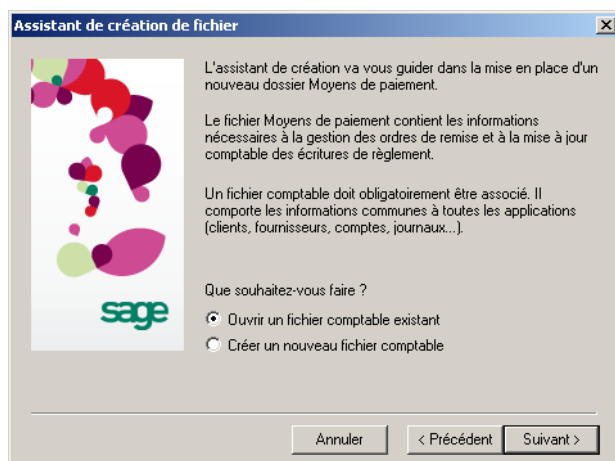 Assistant de création de fichier
L'assistant de création va vous guider dans la mise en place d'un
nouveau dossier Moyens de paiement.
Le fichier Moyens de paiement contient les informations
nécessaires à la gestion des ordres de remise et à la mise à jour
comptable des écritures de règlement.
Un fichier comptable doit obligatoirement être associé. Il
comporte les informations communes à toutes les applications
(clients, fournisseurs, comptes, journaux...).
sage
Que souhaitez-vous faire ?
Ouvrir un fichier comptable existant
Créer un nouveau fichier comptable
Annuler
< Précédent
Suivant >